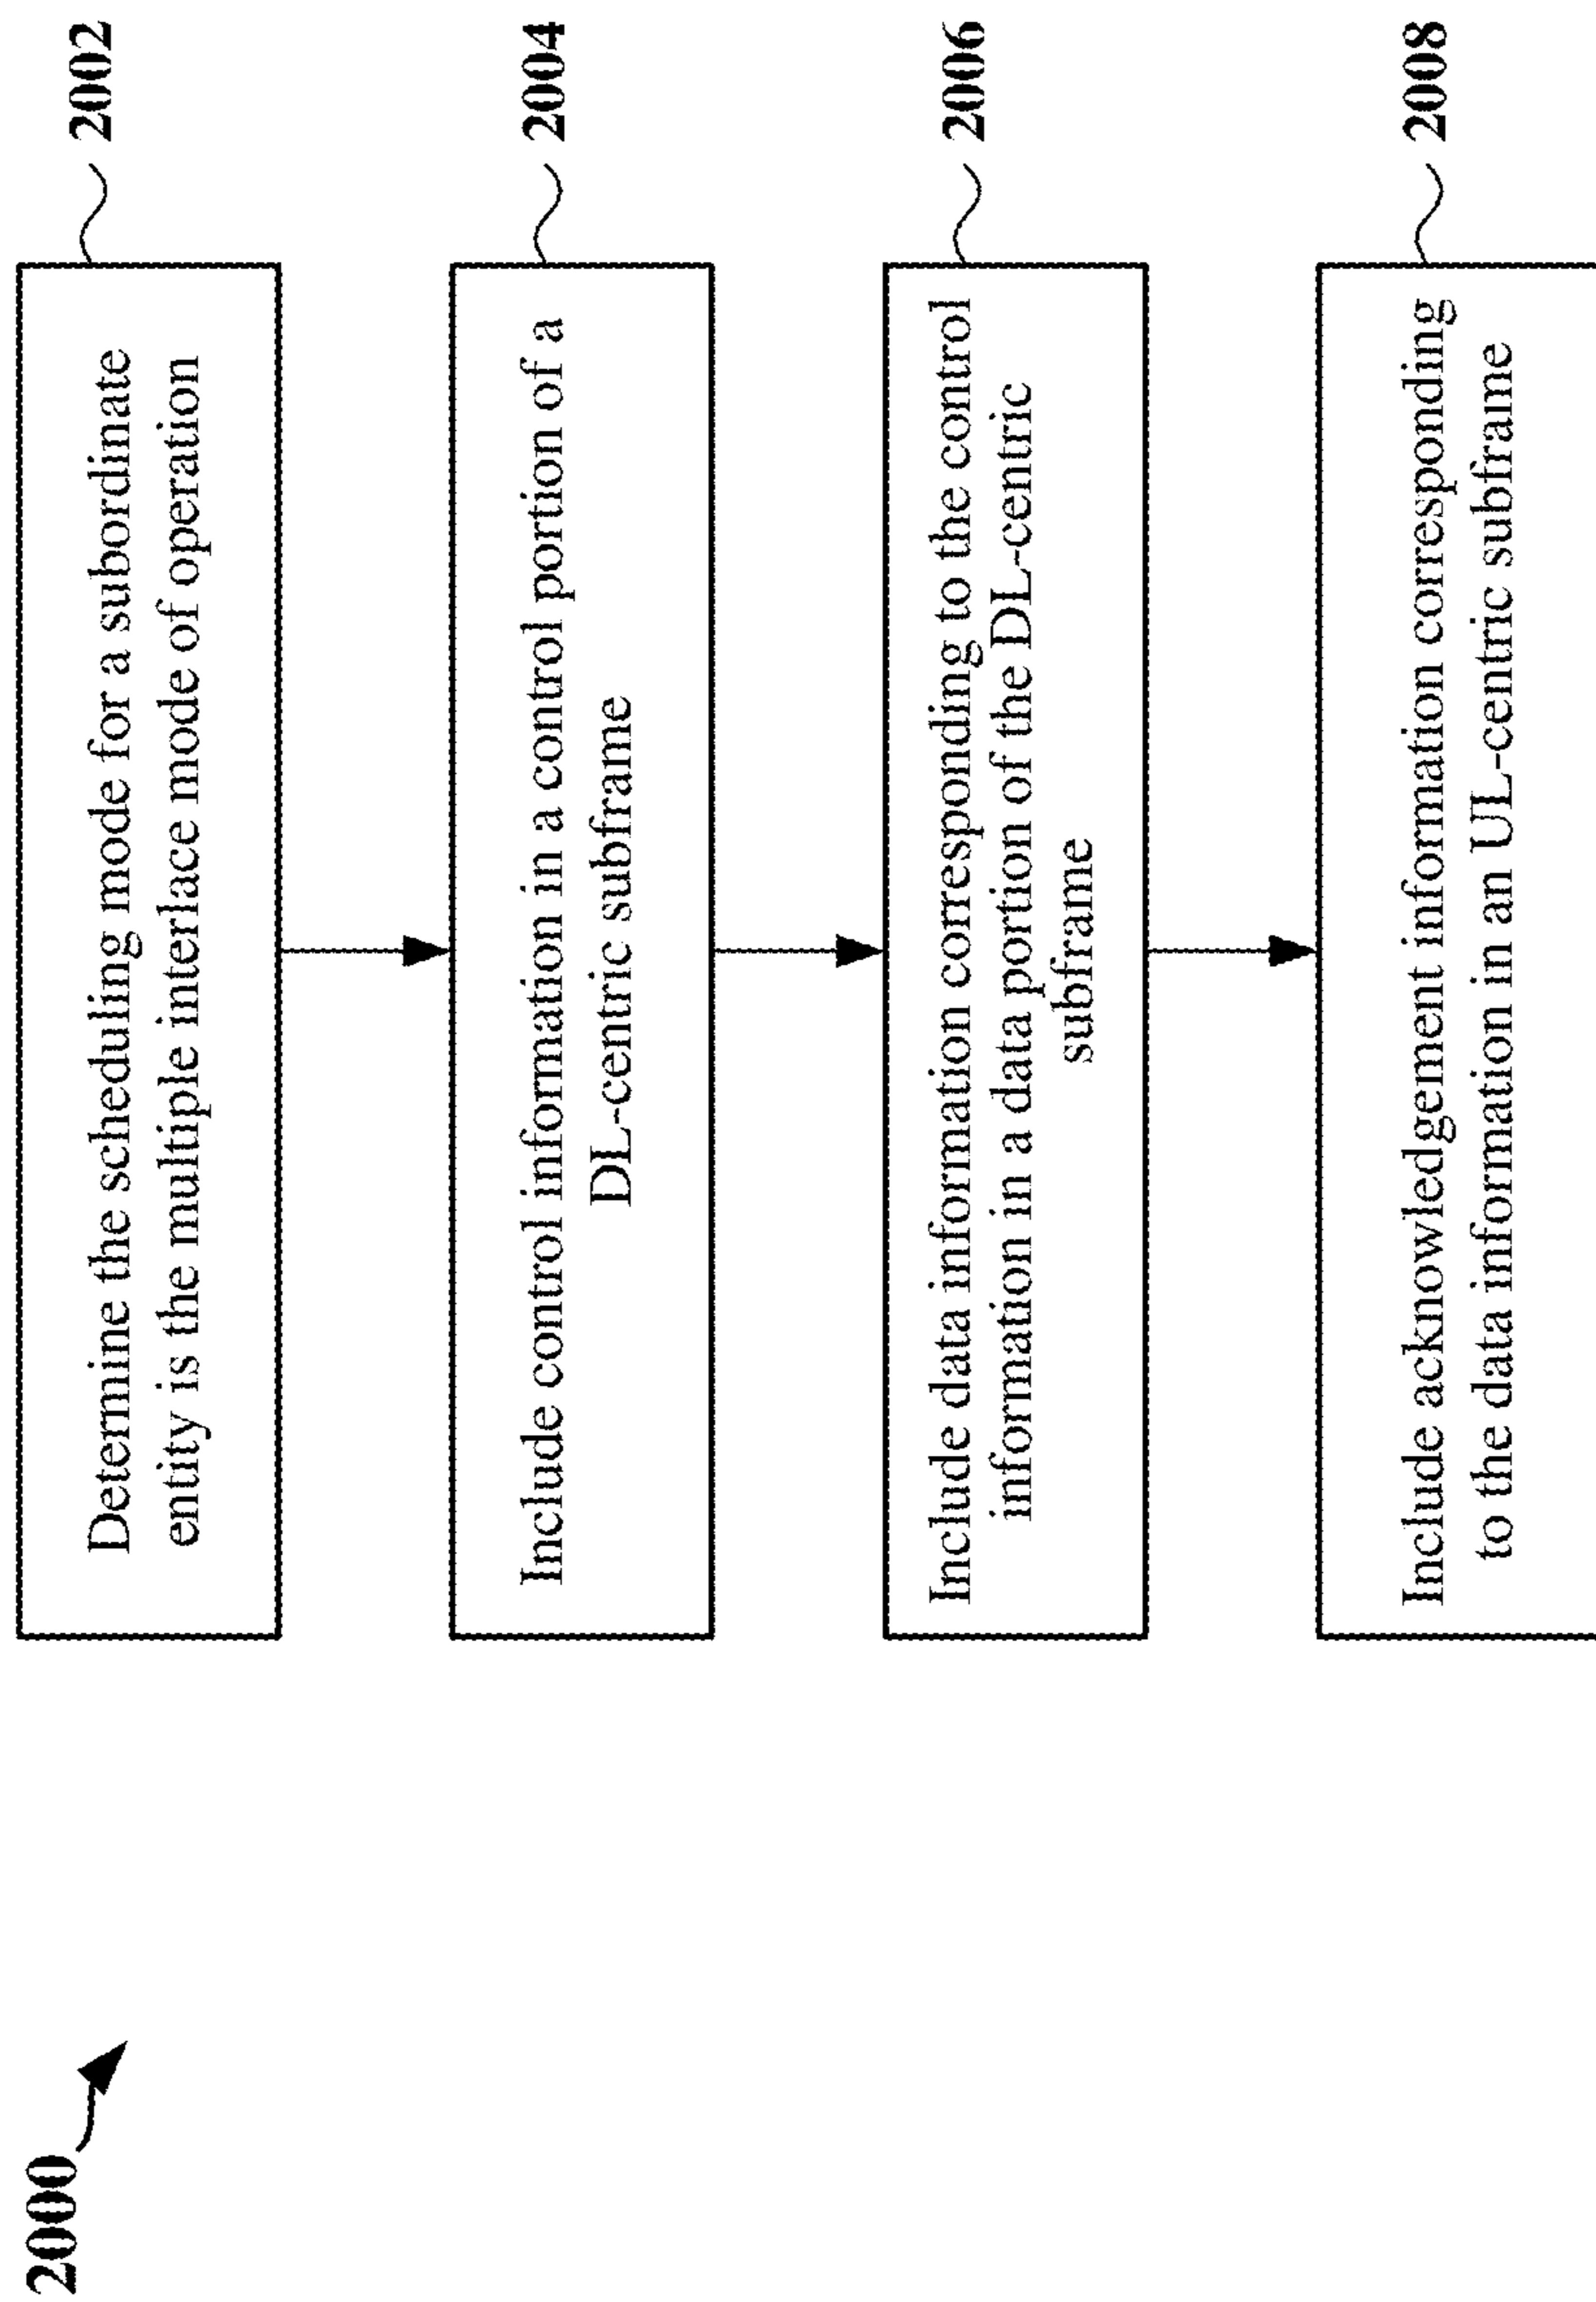 2000
Determine the scheduling mode for a subordinate
entity is the multiple interlace mode of operation
2002
Include control information in a control portion of a
DL-centric subframe
2004
Include data information corresponding to the control
information in a data portion of the DL-centric
subframe
2006
Include acknowledgement information corresponding
to the data information in an UL-centric subframe
2008